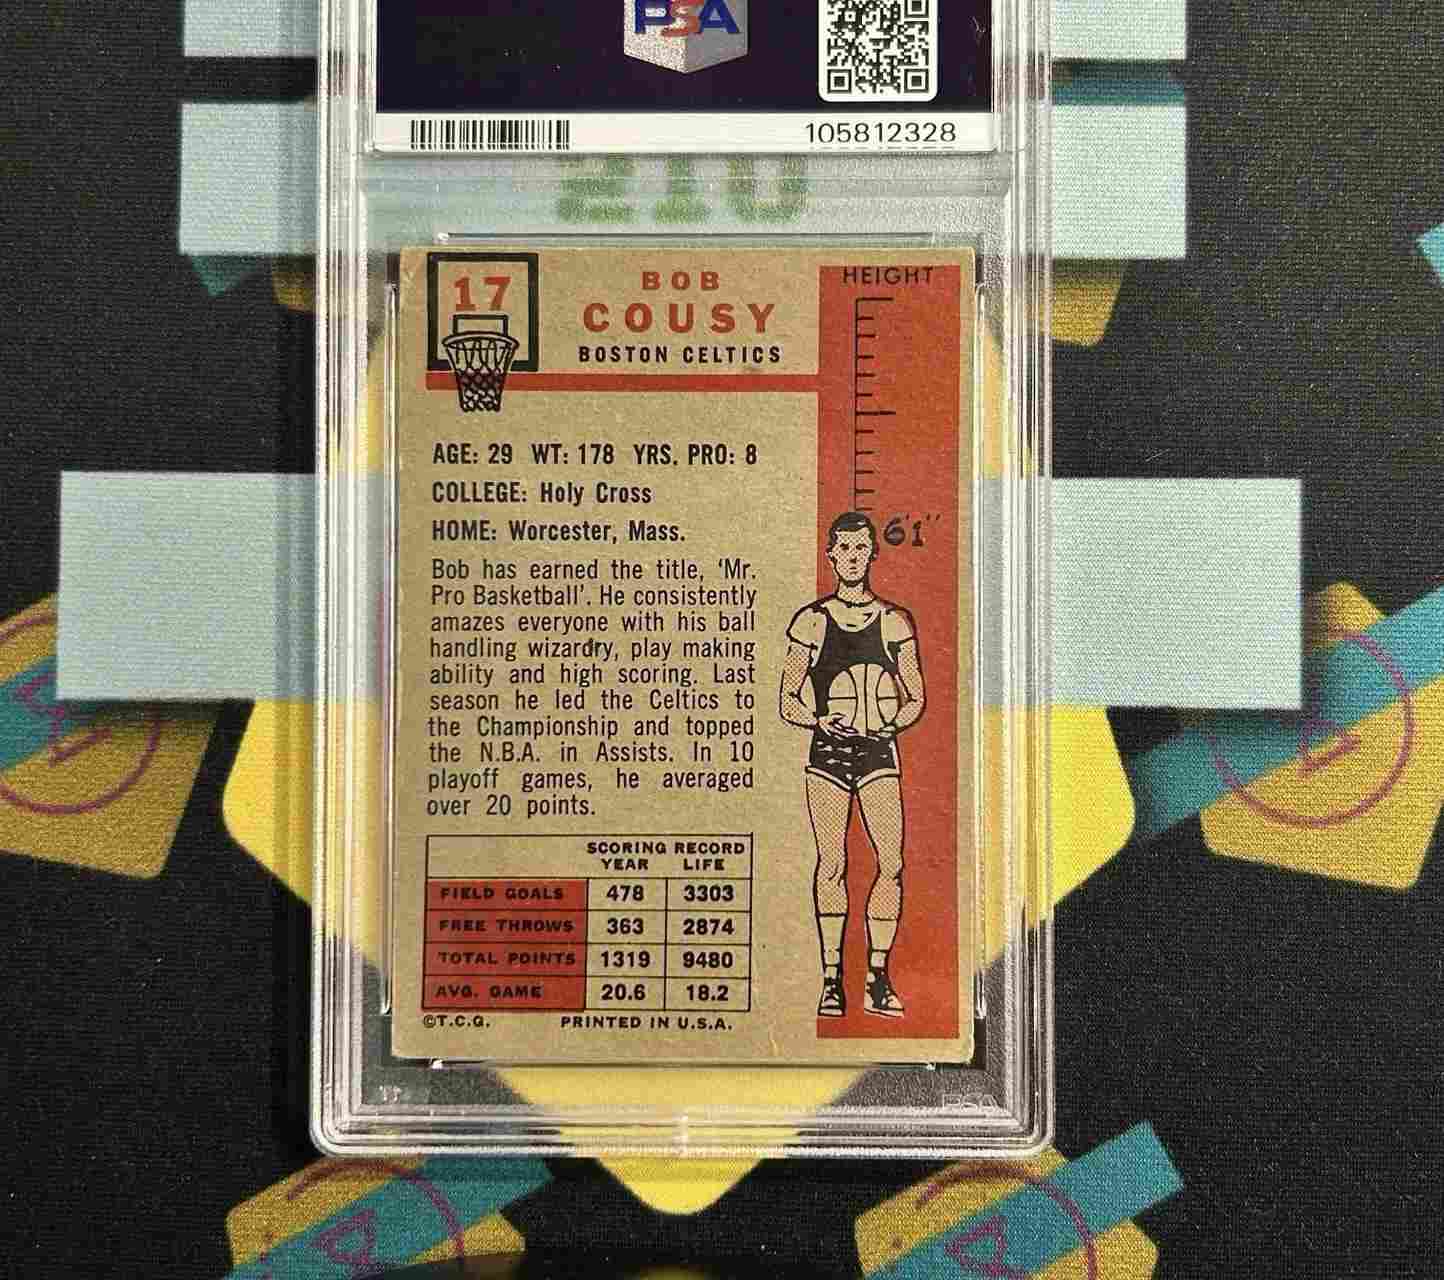 PSA
105812328
210
17
BOB
COUSY
BOSTON CELTICS
HEIGHT
AGE: 29 WT: 178 YRS. PRO: 8
COLLEGE: Holy Cross
HOME: Worcester, Mass.
6'1"
Bob has earned the title, 'Mr.
Pro Basketball'. He consistently
amazes everyone with his ball
handling wizardry, play making
ability and high scoring. Last
season he led the Celtics to
the Championship and topped
the N.B.A. in Assists. In 10
playoff games, he averaged
over 20 points.
SCORING RECORD
YEAR LIFE
FIELD GOALS 478 3303
FREE THROWS 363 2874
TOTAL POINTS 1319 9480
AVG. GAME 20.6 18.2
©T.C.G. PRINTED IN U.S.A.
PSA